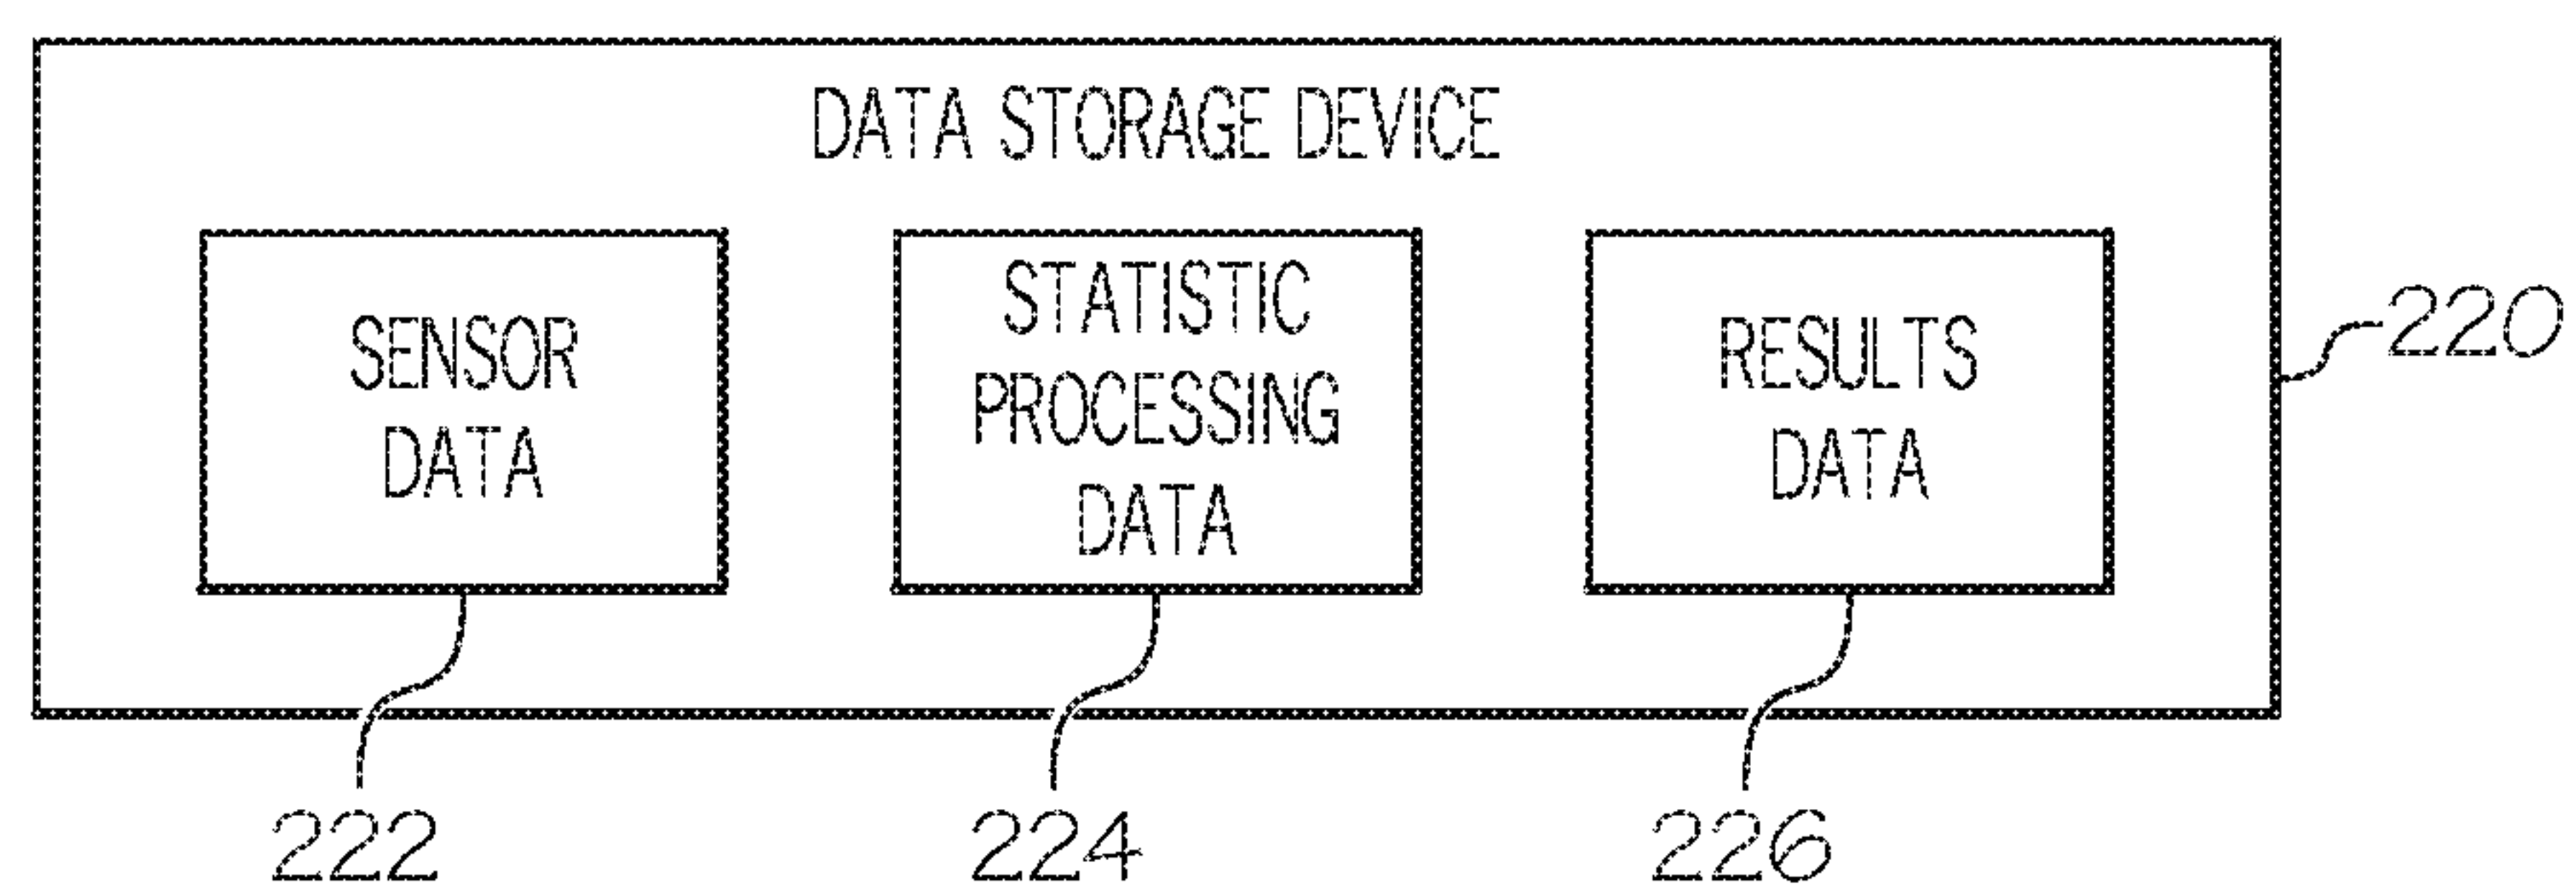 DATA STORAGE DEVICE
SENSOR
DATA
STATISTIC
PROCESSING
DATA
RESULTS
DATA
220
222
224
226